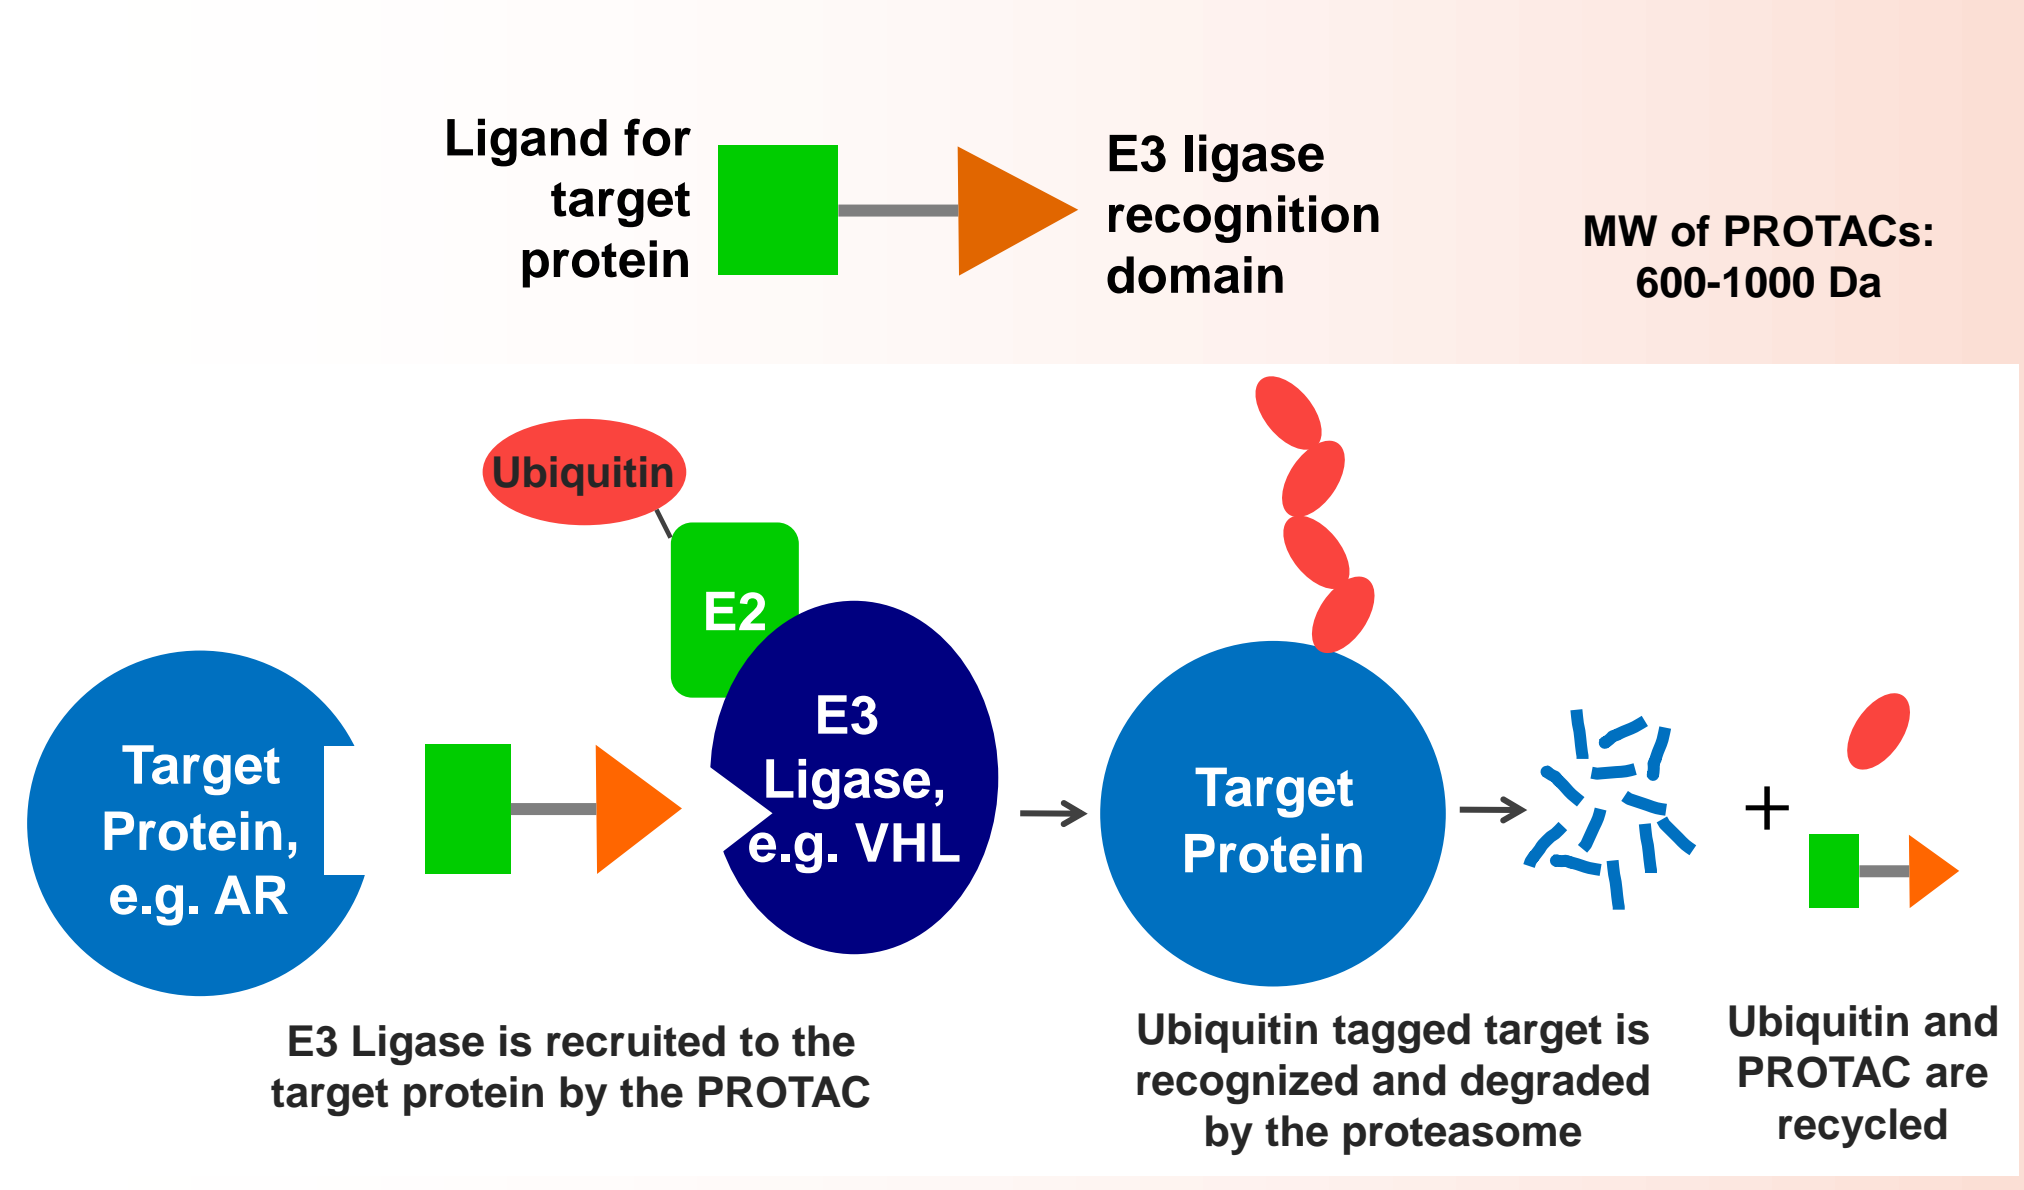 Ligand for
target
protein
E3 ligase
recognition
domain
MW of PROTACs:
600-1000 Da
Ubiquitin
E2
E3
Ligase,
e.g. VHL
Target
Protein,
e.g. AR
Target
Protein
+
E3 Ligase is recruited to the
target protein by the PROTAC
Ubiquitin tagged target is
recognized and degraded
by the proteasome
Ubiquitin and
PROTAC are
recycled